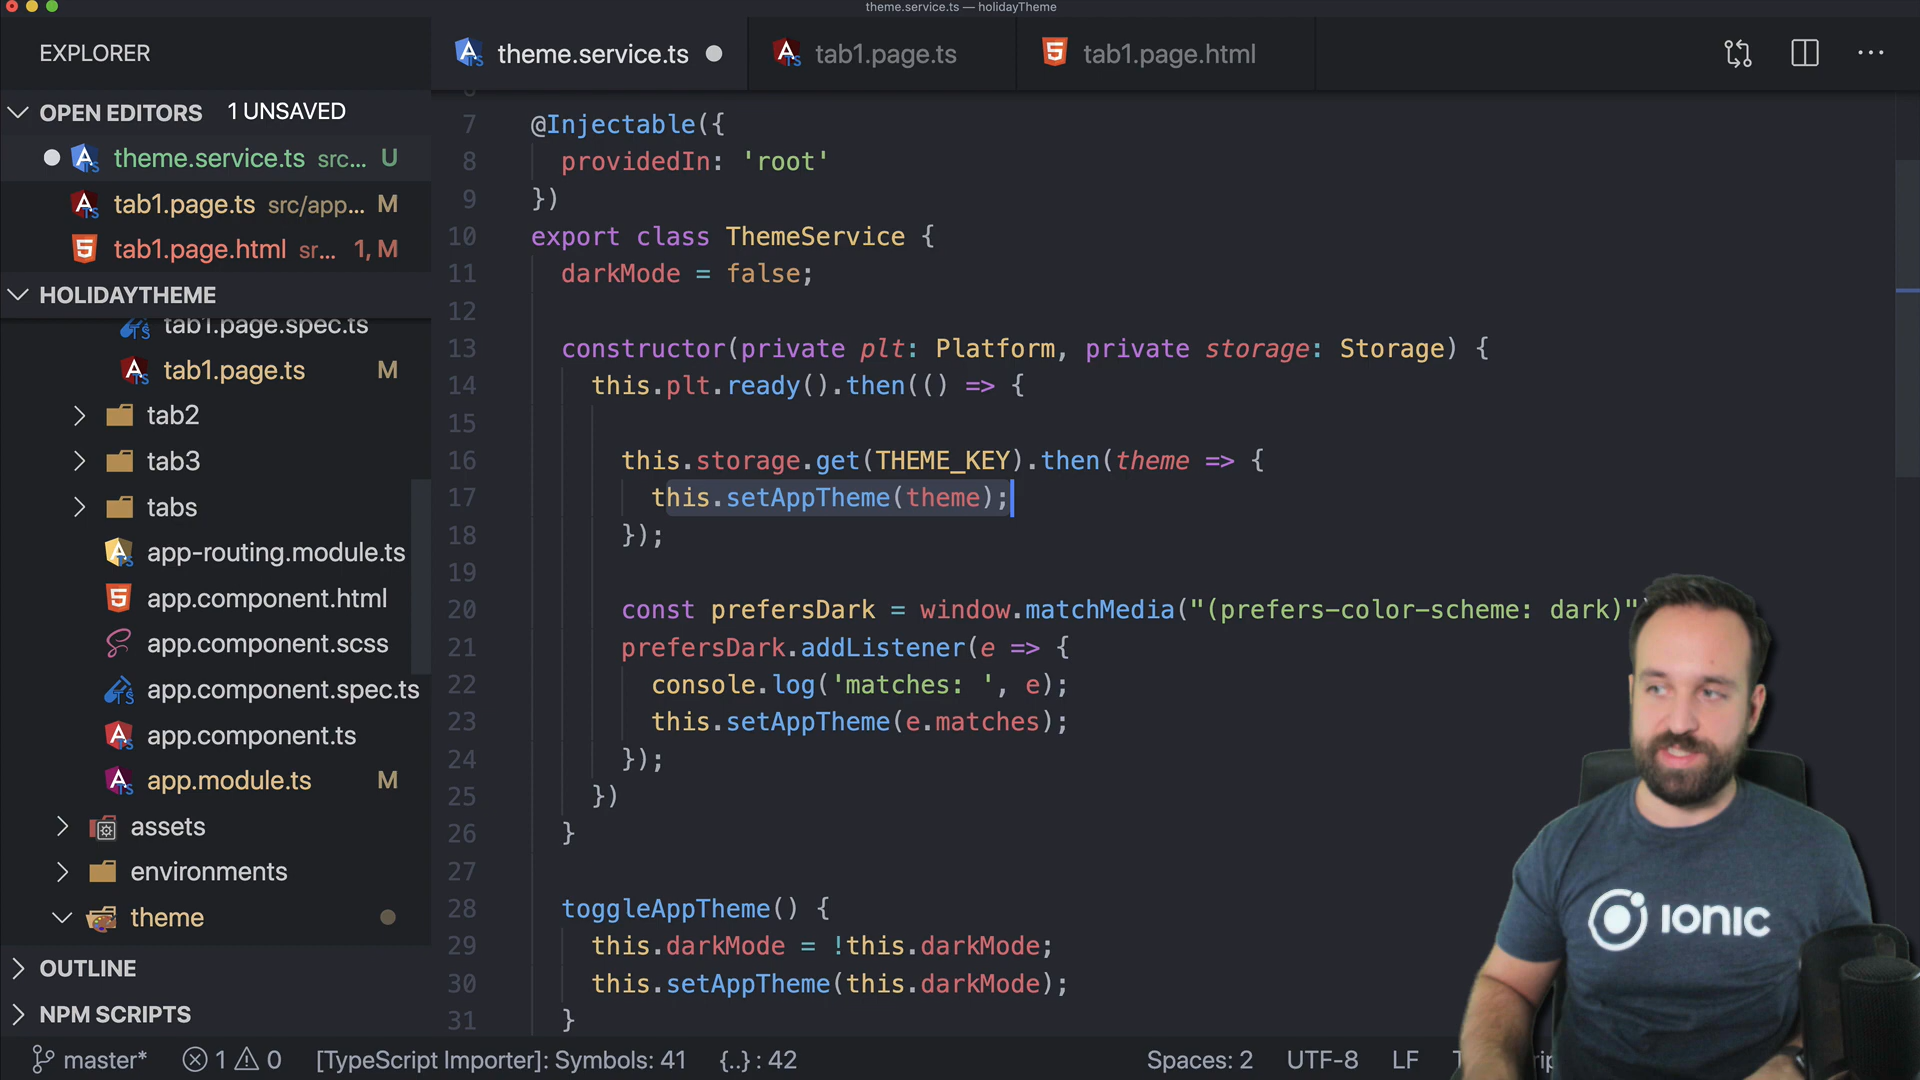 theme.service.ts — holidayTheme
EXPLORER
theme.service.ts
tab1.page.ts
tab1.page.html
OPEN EDITORS 1 UNSAVED
theme.service.ts src... U
tab1.page.ts src/app... M
tab1.page.html sr... 1, M
HOLIDAYTHEME
tab1.page.spec.ts
tab1.page.ts M
tab2
tab3
tabs
app-routing.module.ts
app.component.html
app.component.scss
app.component.spec.ts
app.component.ts
app.module.ts M
assets
environments
theme
OUTLINE
NPM SCRIPTS
7 @Injectable({
8 providedIn: 'root'
9 })
10 export class ThemeService {
11 darkMode = false;
12
13 constructor(private plt: Platform, private storage: Storage) {
14 this.plt.ready().then(() => {
15
16 this.storage.get(THEME_KEY).then(theme => {
17 this.setAppTheme(theme);
18 });
19
20 const prefersDark = window.matchMedia("(prefers-color-scheme: dark)"
21 prefersDark.addListener(e => {
22 console.log('matches: ', e);
23 this.setAppTheme(e.matches);
24 });
25 })
26 }
27
28 toggleAppTheme() {
29 this.darkMode = !this.darkMode;
30 this.setAppTheme(this.darkMode);
31 }
IONIC
master* 1 0 [TypeScript Importer]: Symbols: 41 {..} : 42 Spaces: 2 UTF-8 LF